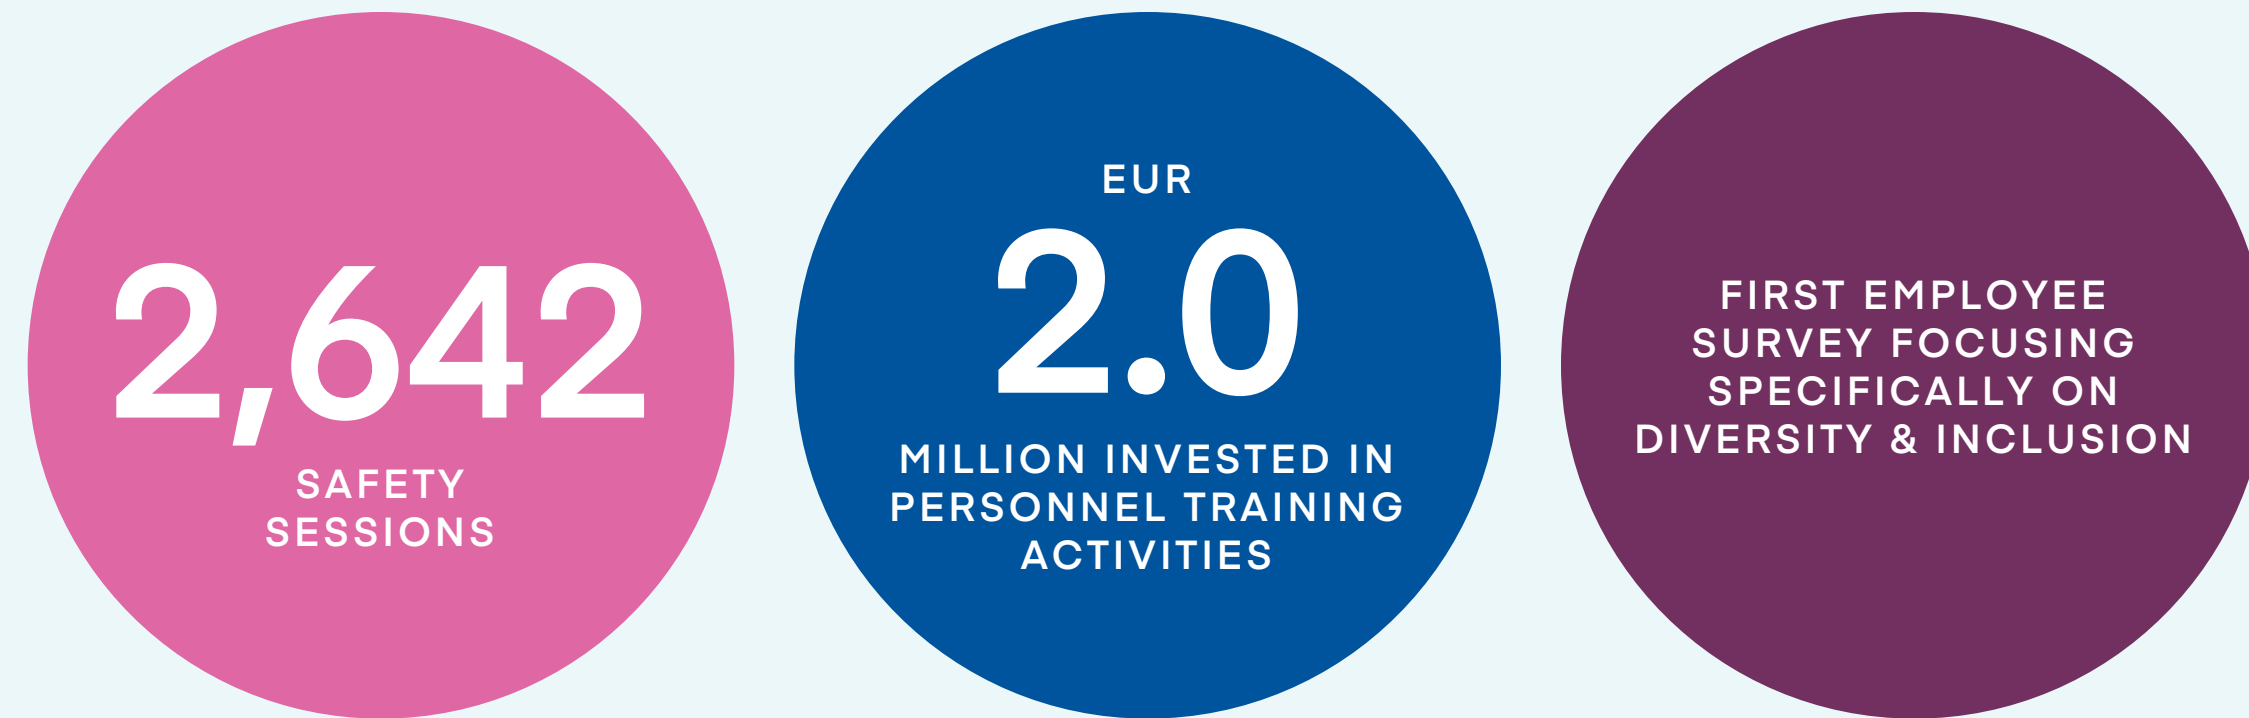 2,642
SAFETY
SESSIONS
EUR
2.0
MILLION INVESTED IN
PERSONNEL TRAINING
ACTIVITIES
FIRST EMPLOYEE
SURVEY FOCUSING
SPECIFICALLY ON
DIVERSITY & INCLUSION